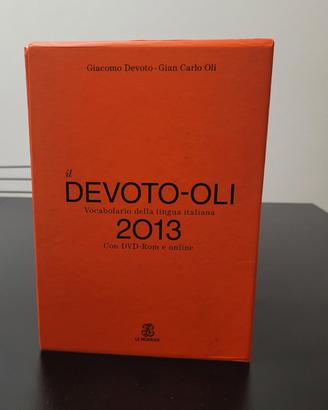 Giacomo Devoto - Gian Carlo Oli
il
DEVOTO-OLI
Vocabolario della lingua italiana
2013
Con DVD-Rom e online
LE MONNIER